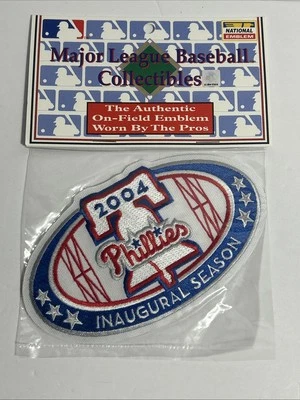 Major League Baseball
Collectibles
NATIONAL
EMBLEM
The Authentic
On-Field Emblem
Worn By The Pros
2004
Phillies
INAUGURAL SEASON